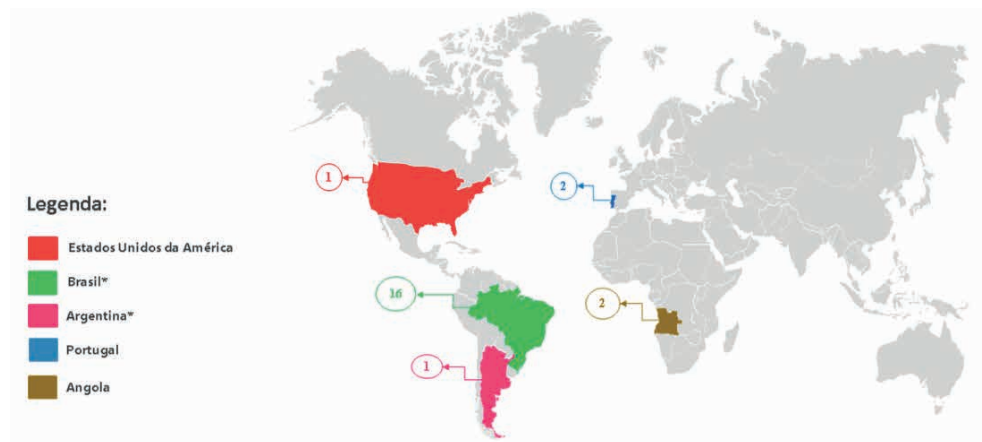 1
2
Legenda:
Estados Unidos da América
Brasil*
16
2
Argentina*
Portugal
1
Angola